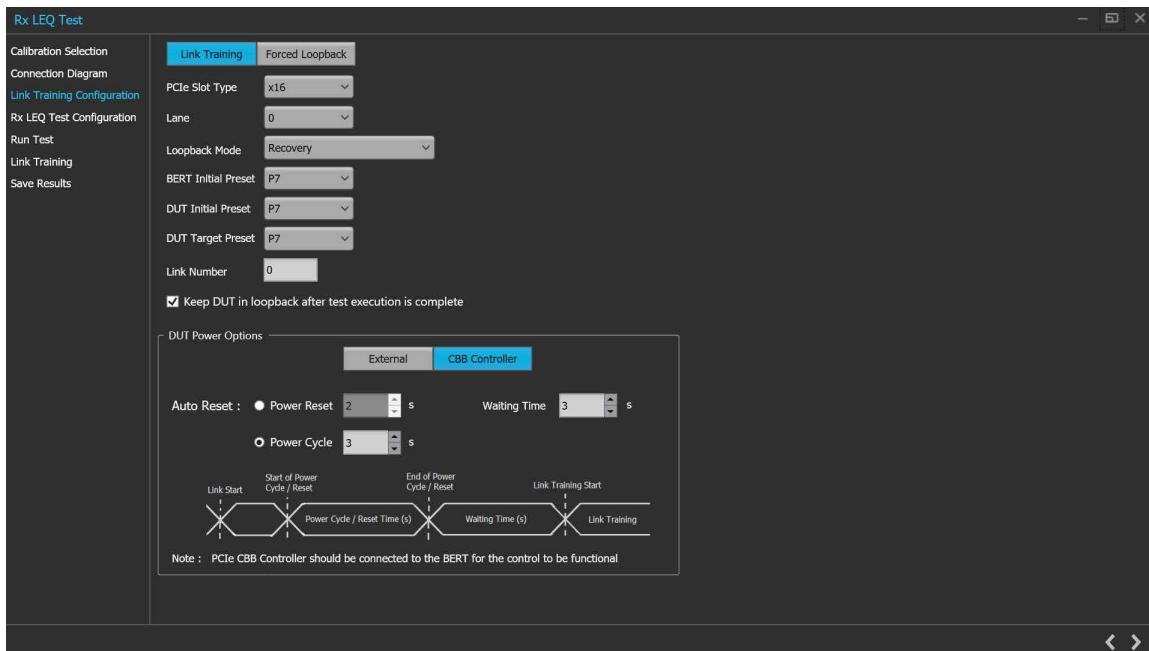 Rx LEQ Test
Calibration Selection
Connection Diagram
Link Training Configuration
Rx LEQ Test Configuration
Run Test
Link Training
Save Results
Link Training Forced Loopback
PCIe Slot Type x16
Lane 0
Loopback Mode Recovery
BERT Initial Preset P7
DUT Initial Preset P7
DUT Target Preset P7
Link Number 0
Keep DUT in loopback after test execution is complete
DUT Power Options
External CBB Controller
Auto Reset : Power Reset 2 s Waiting Time 3 s
Power Cycle 3 s
Link Start
Start of Power
Cycle / Reset
End of Power
Cycle / Reset
Link Training Start
Power Cycle / Reset Time (s) Waiting Time (s) Link Training
Note : PCIe CBB Controller should be connected to the BERT for the control to be functional